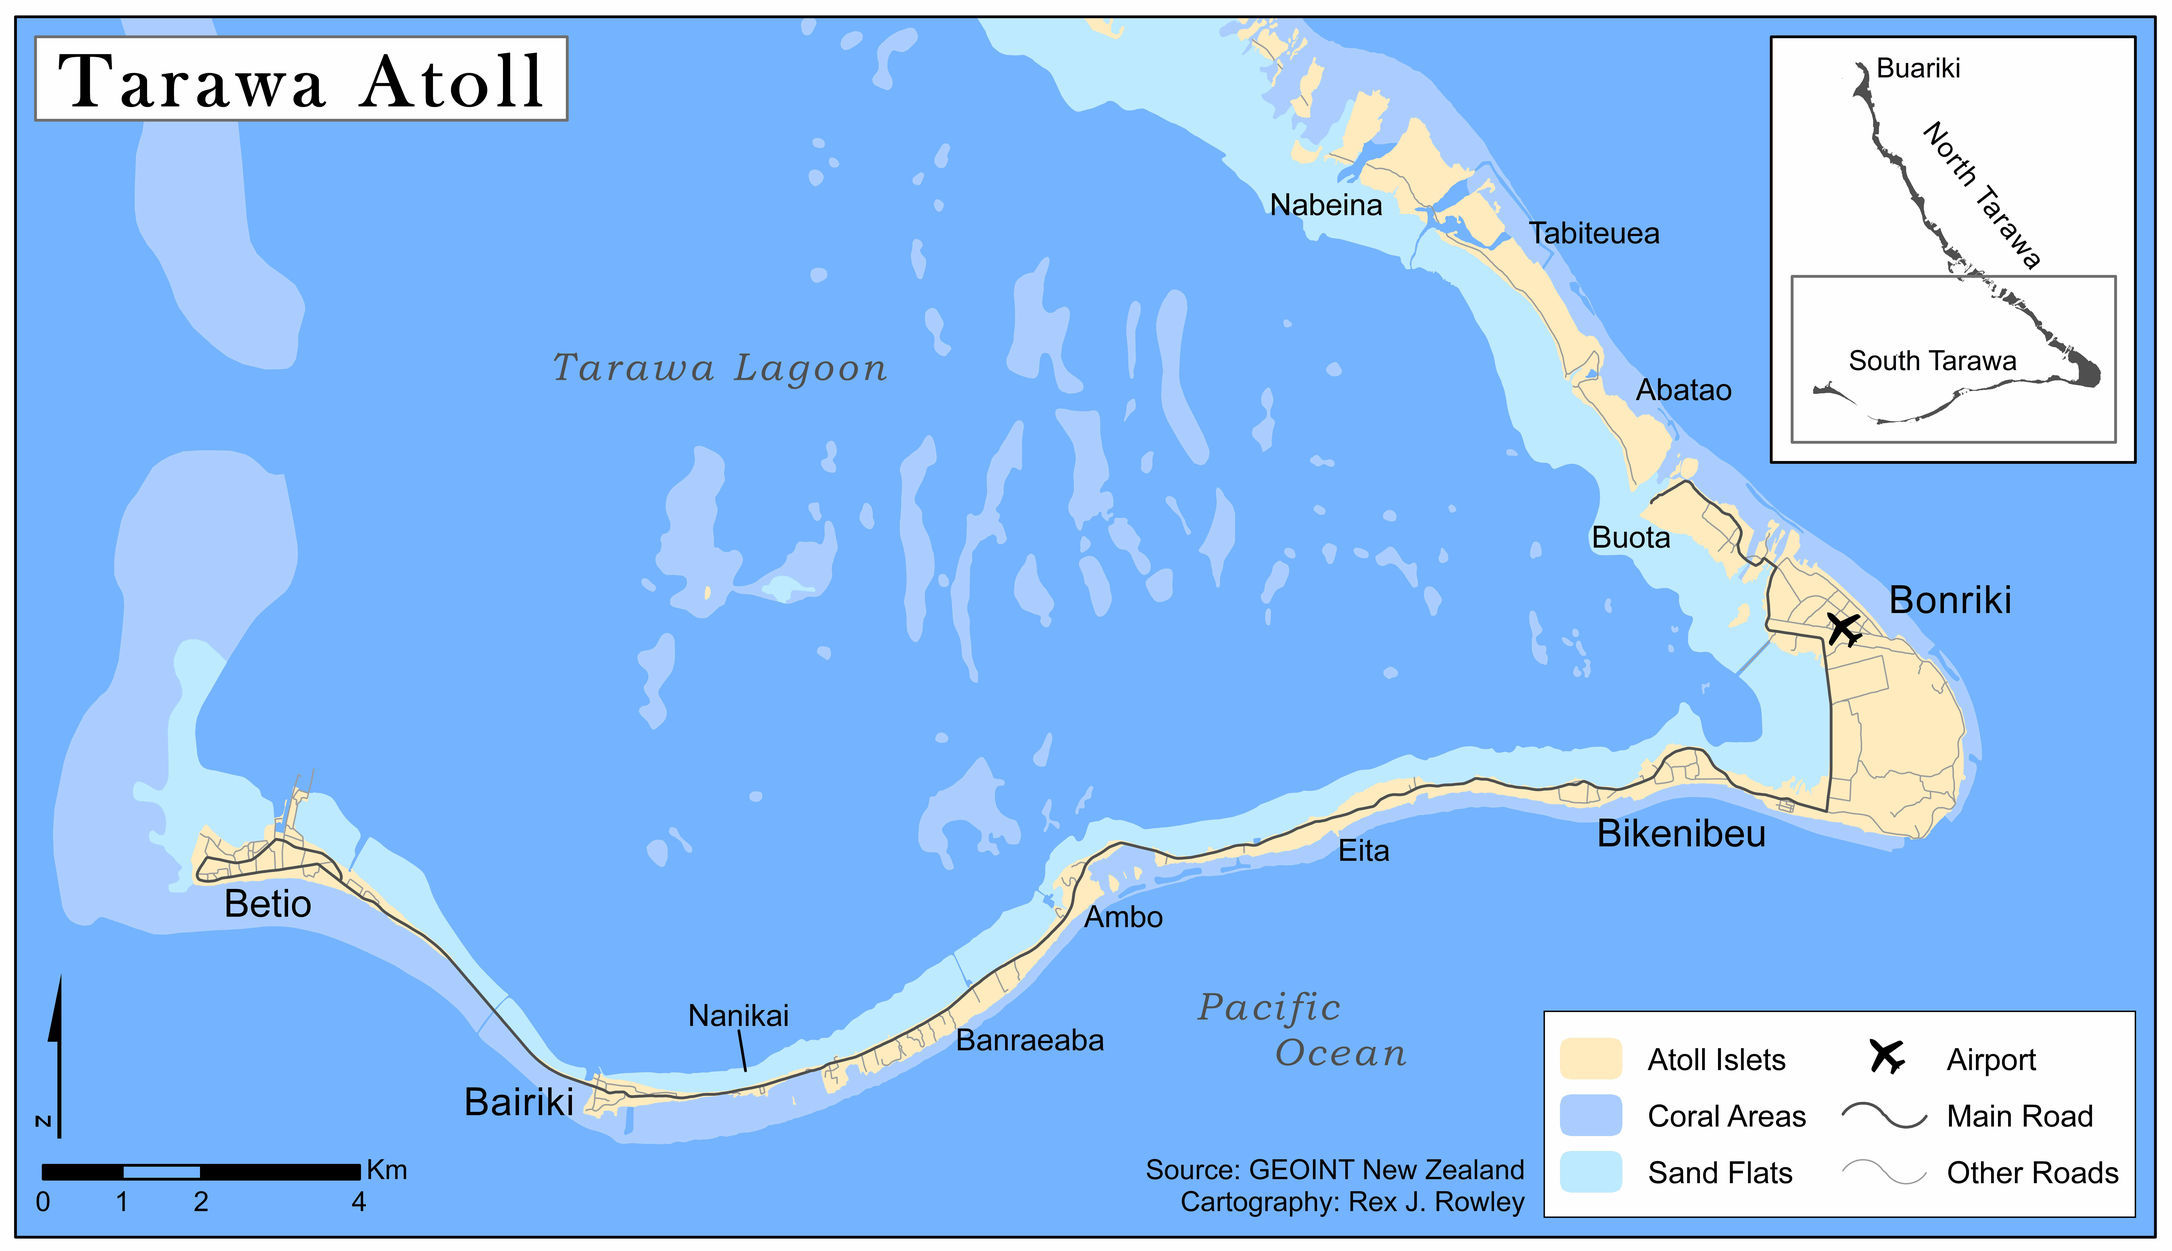 Tarawa Atoll
Buariki
North Tarawa
South Tarawa
Nabeina
Tabiteuea
Tarawa Lagoon
Abatao
Buota
Bonriki
Bikenibeu
Eita
Betio
Ambo
Nanikai
Banraeaba
Bairiki
Pacific
Ocean
N
Km
0 1 2 4
Source: GEOINT New Zealand
Cartography: Rex J. Rowley
Atoll Islets
Airport
Coral Areas
Main Road
Sand Flats
Other Roads